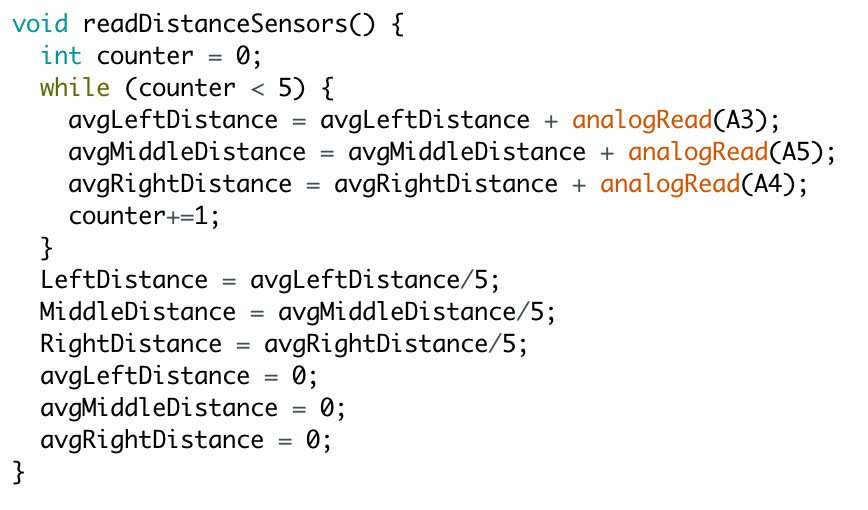 void readDistanceSensors() {
  int counter = 0;
  while (counter < 5) {
    avgLeftDistance = avgLeftDistance + analogRead(A3);
    avgMiddleDistance = avgMiddleDistance + analogRead(A5);
    avgRightDistance = avgRightDistance + analogRead(A4);
    counter+=1;
  }
  LeftDistance = avgLeftDistance/5;
  MiddleDistance = avgMiddleDistance/5;
  RightDistance = avgRightDistance/5;
  avgLeftDistance = 0;
  avgMiddleDistance = 0;
  avgRightDistance = 0;
}